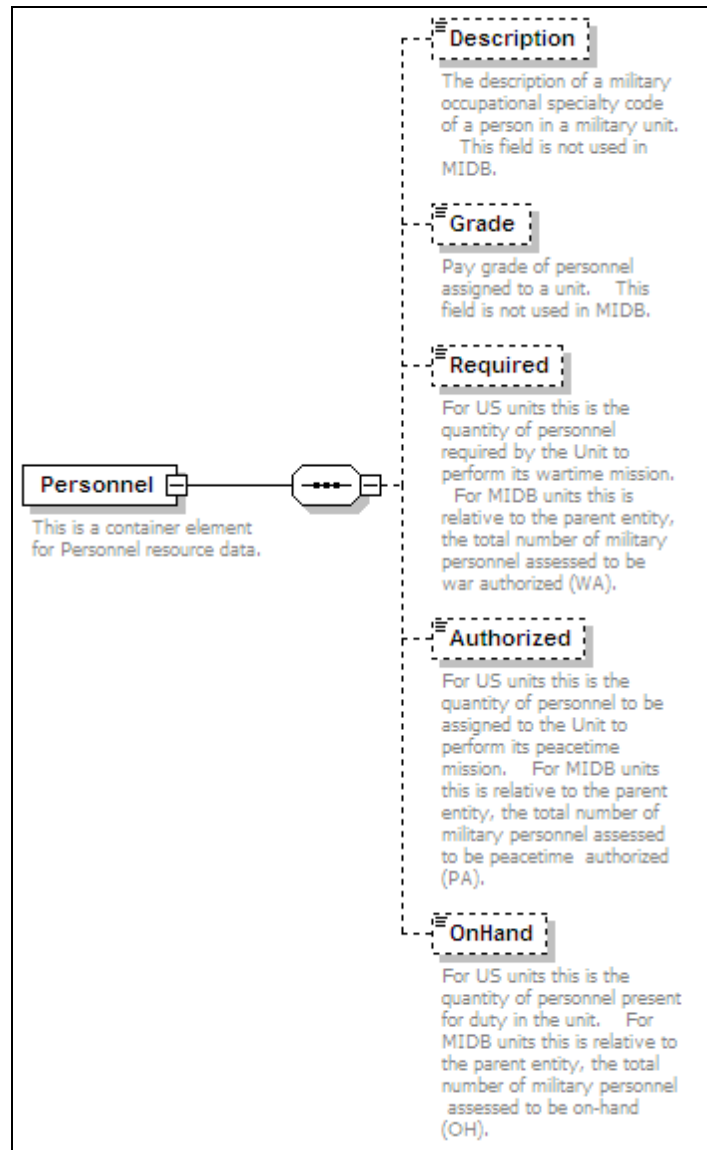 Description
The description of a military
occupational specialty code
of a person in a military unit.
This field is not used in
MIDB.
Grade
Pay grade of personnel
assigned to a unit. This
field is not used in MIDB.
Required
For US units this is the
quantity of personnel
required by the Unit to
perform its wartime mission.
For MIDB units this is
relative to the parent entity,
the total number of military
personnel assessed to be
war authorized (WA).
Personnel
This is a container element
for Personnel resource data.
Authorized
For US units this is the
quantity of personnel to be
assigned to the Unit to
perform its peacetime
mission. For MIDB units
this is relative to the parent
entity, the total number of
military personnel assessed
to be peacetime authorized
(PA).
OnHand
For US units this is the
quantity of personnel present
for duty in the unit. For
MIDB units this is relative to
the parent entity, the total
number of military personnel
assessed to be on-hand
(OH).